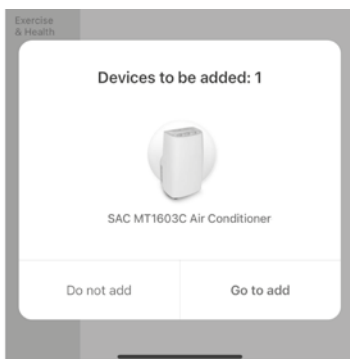 Exercise
& Health
Devices to be added: 1
SAC MT1603C Air Conditioner
Do not add
Go to add